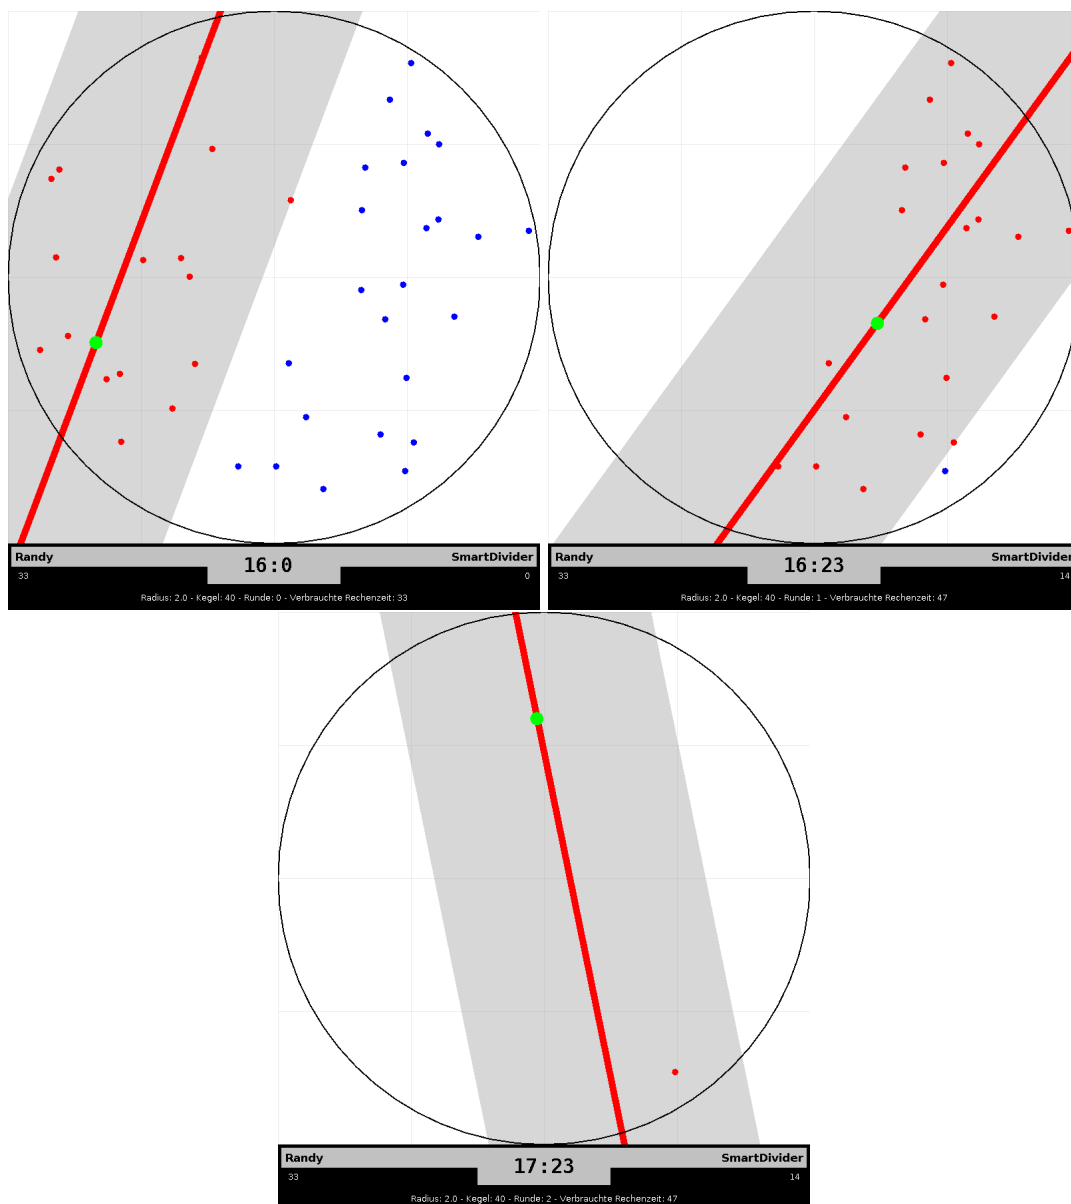 Randy 16:0 SmartDivider
33 0
Radius: 2.0 - Kegel: 40 - Runde: 0 - Verbrauchte Rechenzeit: 33
Randy 16:23 SmartDivider
33 14
Radius: 2.0 - Kegel: 40 - Runde: 1 - Verbrauchte Rechenzeit: 47
Randy 17:23 SmartDivider
33 14
Radius: 2.0 - Kegel: 40 - Runde: 2 - Verbrauchte Rechenzeit: 47